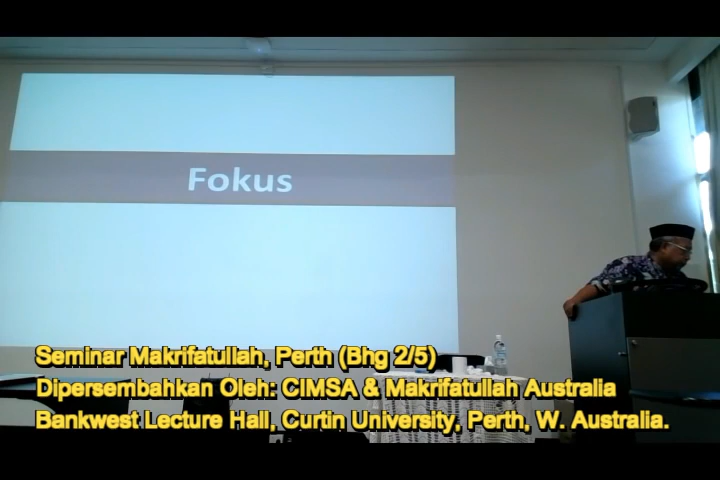 Fokus
Seminar Makrifatullah, Perth (Bhg 2/5)
Dipersembahkan Oleh: CIMSA & Makrifatullah Australia
Bankwest Lecture Hall, Curtin University, Perth, W. Australia.